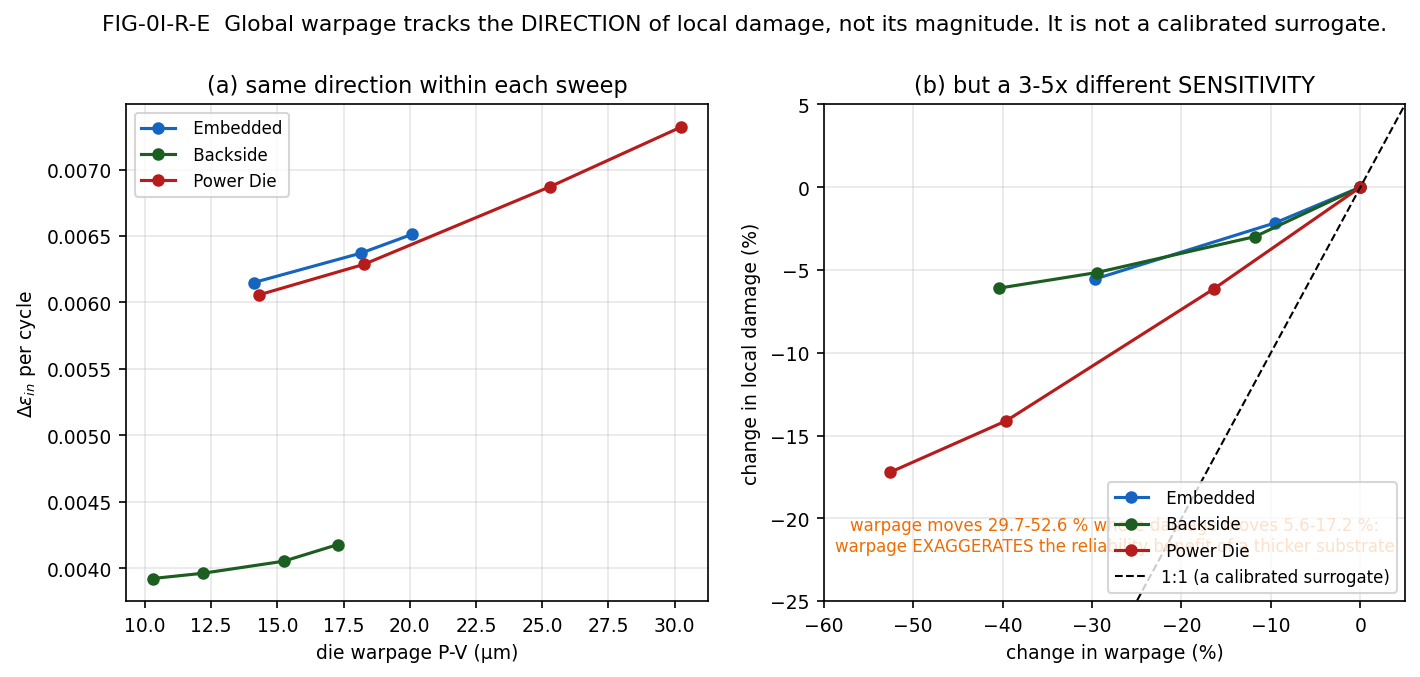 FIG-0I-R-E  Global warpage tracks the DIRECTION of local damage, not its magnitude. It is not a calibrated surrogate.
(a) same direction within each sweep
Embedded
Backside
Power Die
0.0070
0.0065
0.0060
0.0055
0.0050
0.0045
0.0040
Δε_in per cycle
10.0 12.5 15.0 17.5 20.0 22.5 25.0 27.5 30.0
die warpage P-V (µm)
(b) but a 3-5x different SENSITIVITY
5
0
−5
−10
−15
−20
−25
change in local damage (%)
warpage moves 29.7-52.6 % while damage moves 5.6-17.2 %:
warpage EXAGGERATES the reliability benefit of a thicker substrate
Embedded
Backside
Power Die
1:1 (a calibrated surrogate)
−60 −50 −40 −30 −20 −10 0
change in warpage (%)